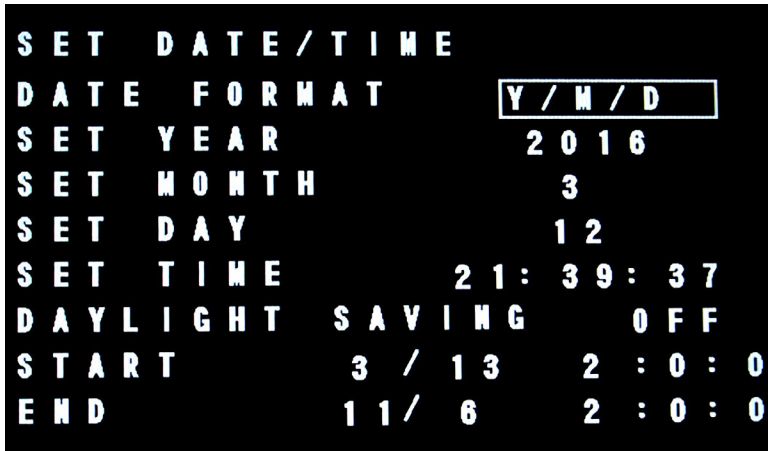 SET DATE/TIME
DATE FORMAT Y/M/D
SET YEAR 2016
SET MONTH 3
SET DAY 12
SET TIME 21:39:37
DAYLIGHT SAVING OFF
START 3/13 2:0:0
END 11/6 2:0:0